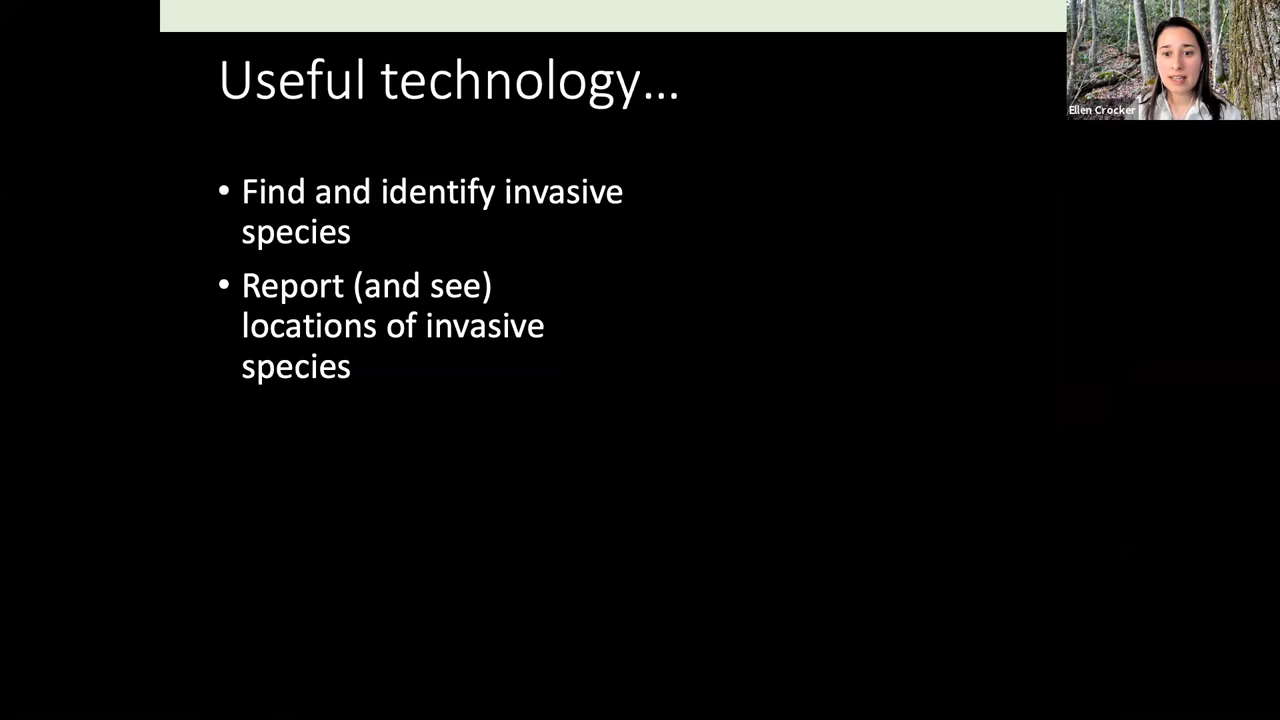 Useful technology…
• Find and identify invasive
species
• Report (and see)
locations of invasive
species
Ellen Crocker